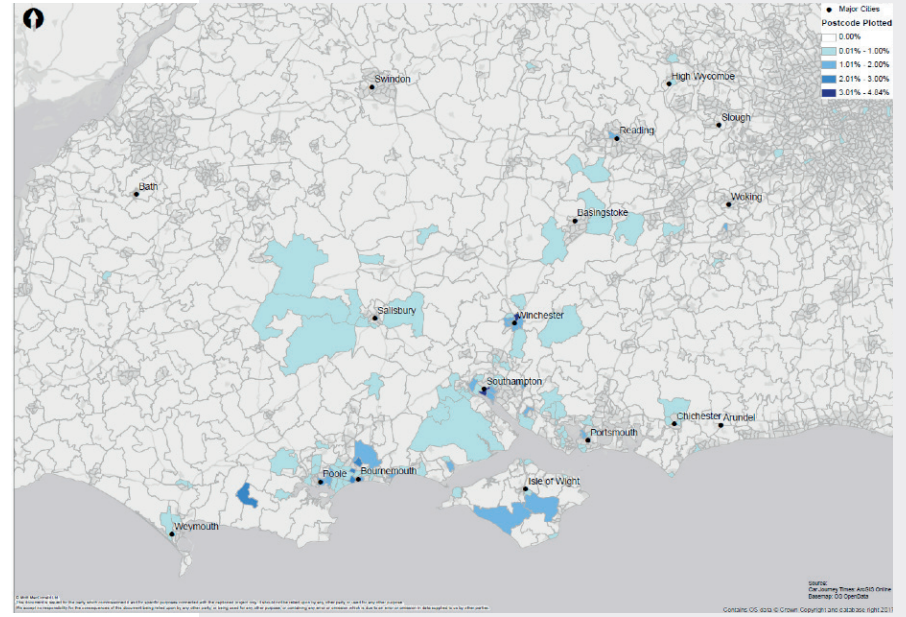 Major Cities
Postcode Plotted
0.00%
0.01% - 1.00%
1.01% - 2.00%
2.01% - 3.00%
3.01% - 4.84%
Swindon
High Wycombe
Slough
Reading
Bath
Woking
Basingstoke
Salisbury
Winchester
Southampton
Chichester
Arundel
Portsmouth
Poole
Bournemouth
Isle of Wight
Weymouth
Source:
Car Journey Times: ArcGIS Online
Basemap: OS OpenData
Contains OS data © Crown Copyright and database right 201